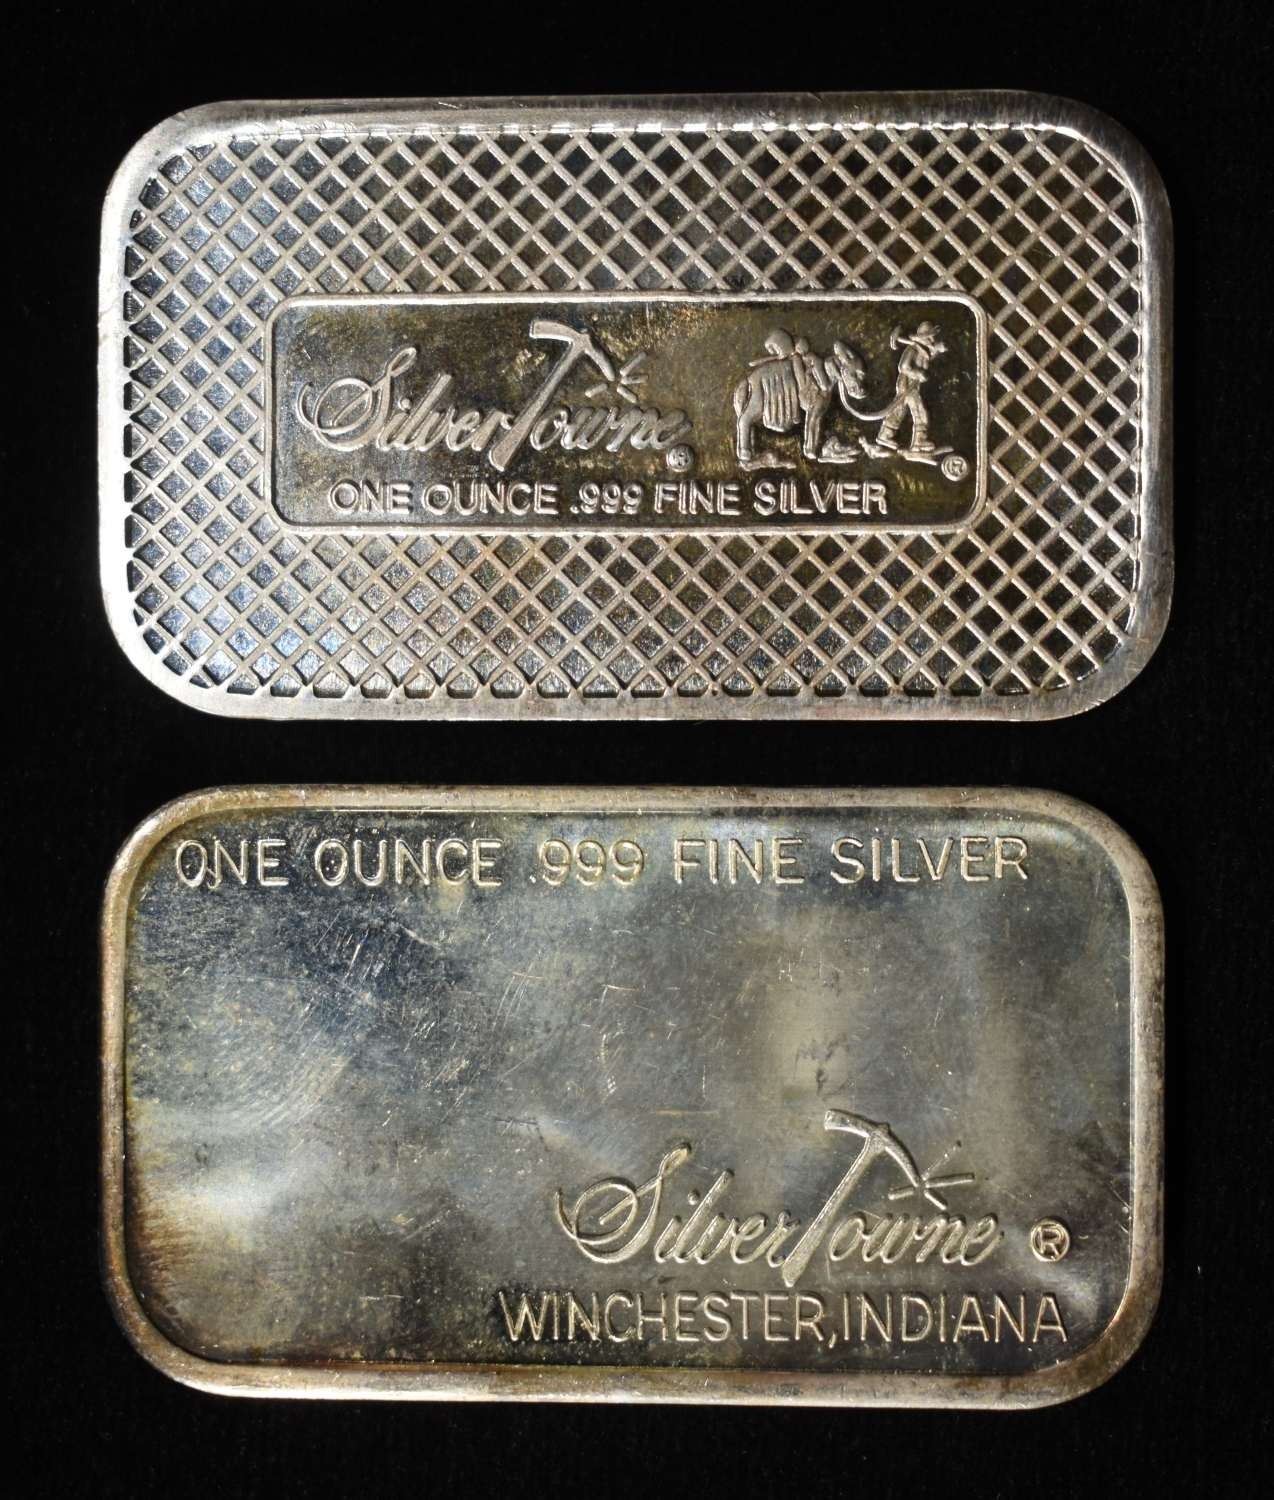 SilverTowne ®
®
ONE OUNCE .999 FINE SILVER
ONE OUNCE .999 FINE SILVER
SilverTowne ®
WINCHESTER, INDIANA